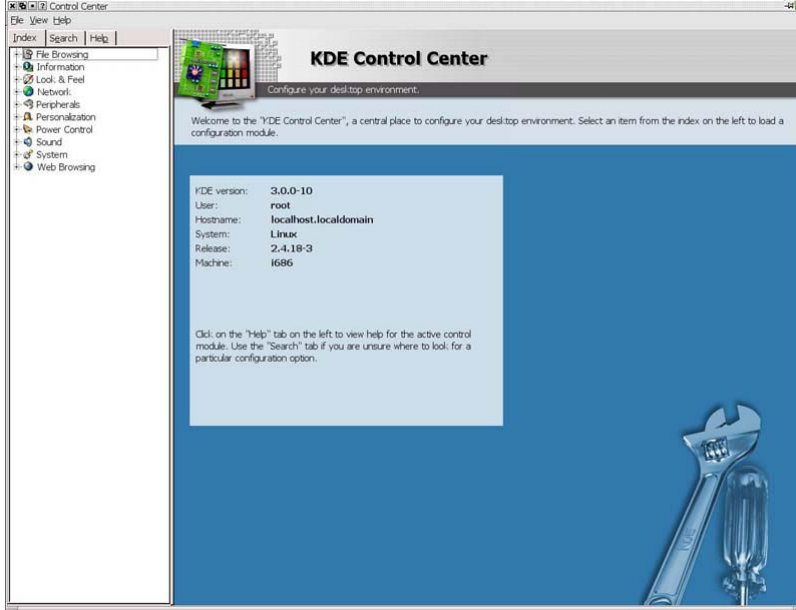 Control Center
File View Help
Index Search Help
File Browsing
Information
Look & Feel
Network
Peripherals
Personalization
Power Control
Sound
System
Web Browsing
KDE Control Center
Configure your desktop environment.
Welcome to the "KDE Control Center", a central place to configure your desktop environment. Select an item from the index on the left to load a
configuration module.
KDE version: 3.0.0-10
User: root
Hostname: localhost.localdomain
System: Linux
Release: 2.4.18-3
Machine: i686
Click on the "Help" tab on the left to view help for the active control
module. Use the "Search" tab if you are unsure where to look for a
particular configuration option.
KDE